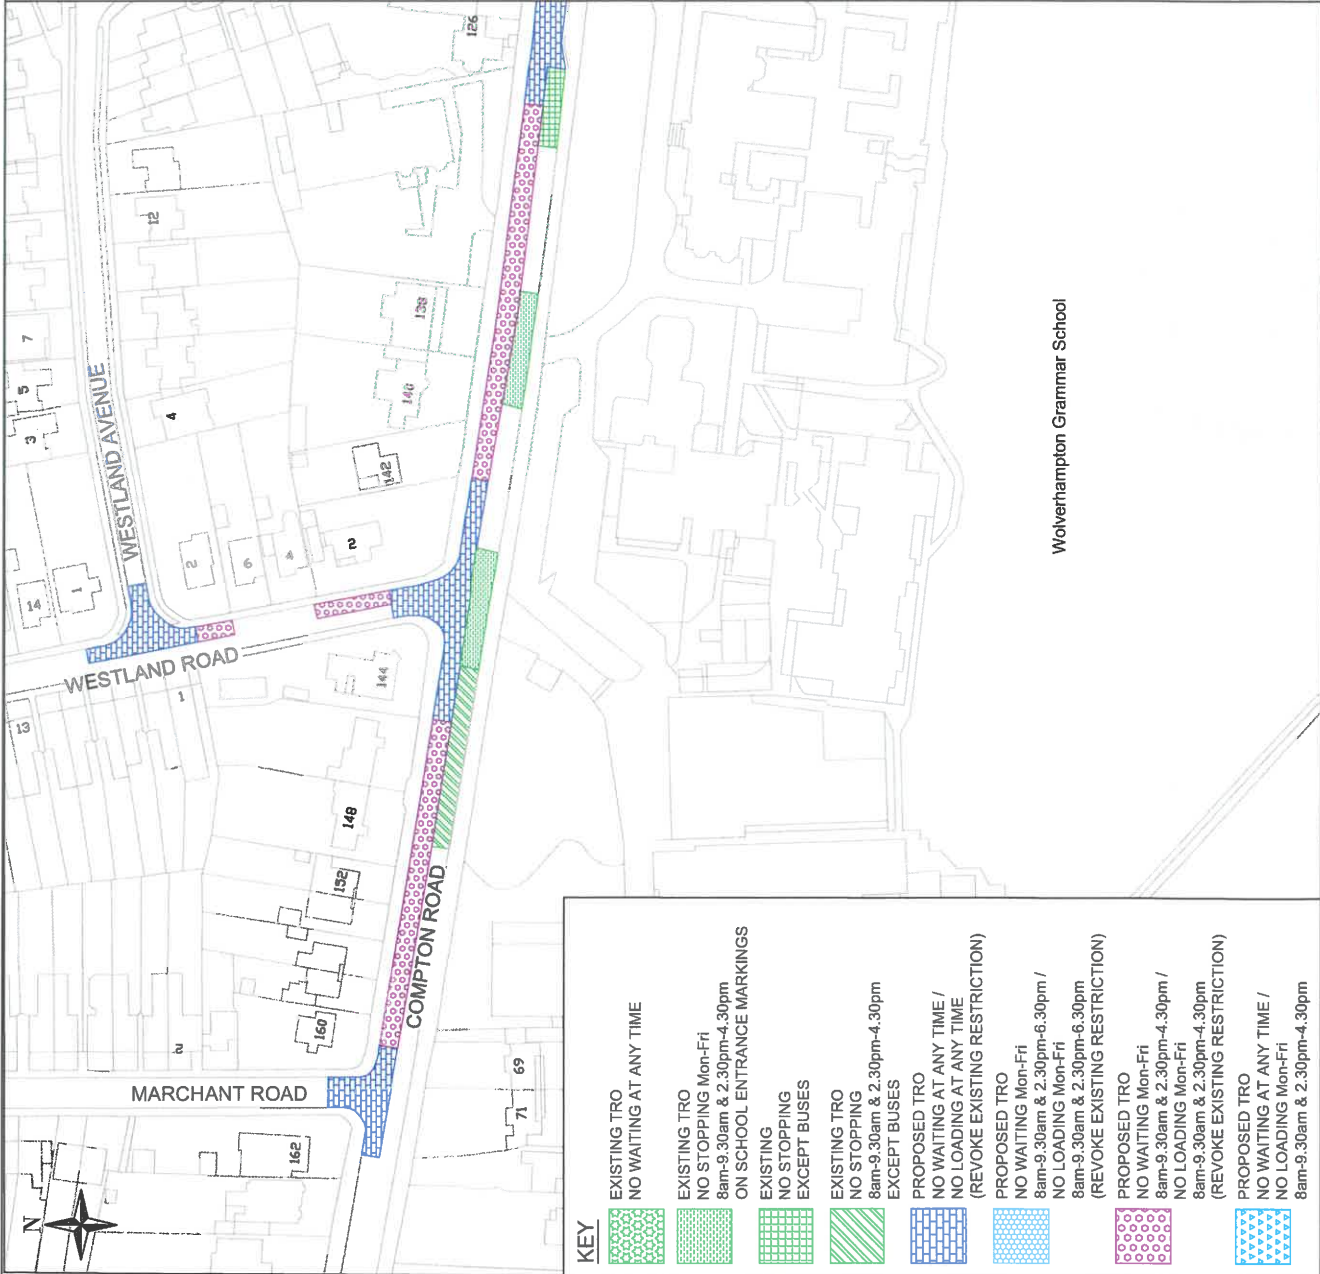 126
12
7
5
3
WESTLAND AVENUE
4
139
140
142
2
14
1
2
6
4
2
WESTLAND ROAD
1
13
144
148
152
160
2
COMPTON ROAD
MARCHANT ROAD
162
69
71
N
Wolverhampton Grammar School
KEY
EXISTING TRO
NO WAITING AT ANY TIME
EXISTING TRO
NO STOPPING Mon-Fri
8am-9.30am & 2.30pm-4.30pm
ON SCHOOL ENTRANCE MARKINGS
EXISTING
NO STOPPING
EXCEPT BUSES
EXISTING TRO
NO STOPPING
8am-9.30am & 2.30pm-4.30pm
EXCEPT BUSES
PROPOSED TRO
NO WAITING AT ANY TIME /
NO LOADING AT ANY TIME
(REVOKE EXISTING RESTRICTION)
PROPOSED TRO
NO WAITING Mon-Fri
8am-9.30am & 2.30pm-6.30pm /
NO LOADING Mon-Fri
8am-9.30am & 2.30pm-6.30pm
(REVOKE EXISTING RESTRICTION)
PROPOSED TRO
NO WAITING Mon-Fri
8am-9.30am & 2.30pm-4.30pm /
NO LOADING Mon-Fri
8am-9.30am & 2.30pm-4.30pm
(REVOKE EXISTING RESTRICTION)
PROPOSED TRO
NO WAITING AT ANY TIME /
NO LOADING Mon-Fri
8am-9.30am & 2.30pm-4.30pm